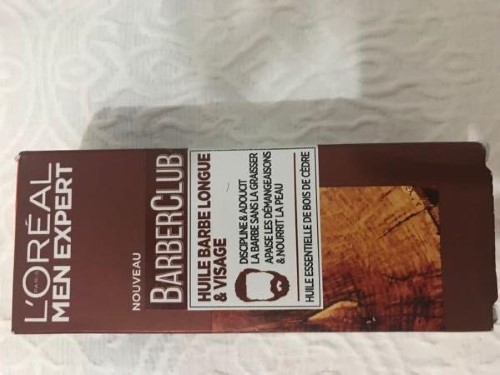 L'ORÉAL
PARIS
MEN EXPERT
NOUVEAU
BARBERCLUB
HUILE BARBE LONGUE
& VISAGE
DISCIPLINE & ADOUCIT
LA BARBE SANS LA GRAISSER
APAISE LES DÉMANGEAISONS
& NOURRIT LA PEAU
HUILE ESSENTIELLE DE BOIS DE CÈDRE